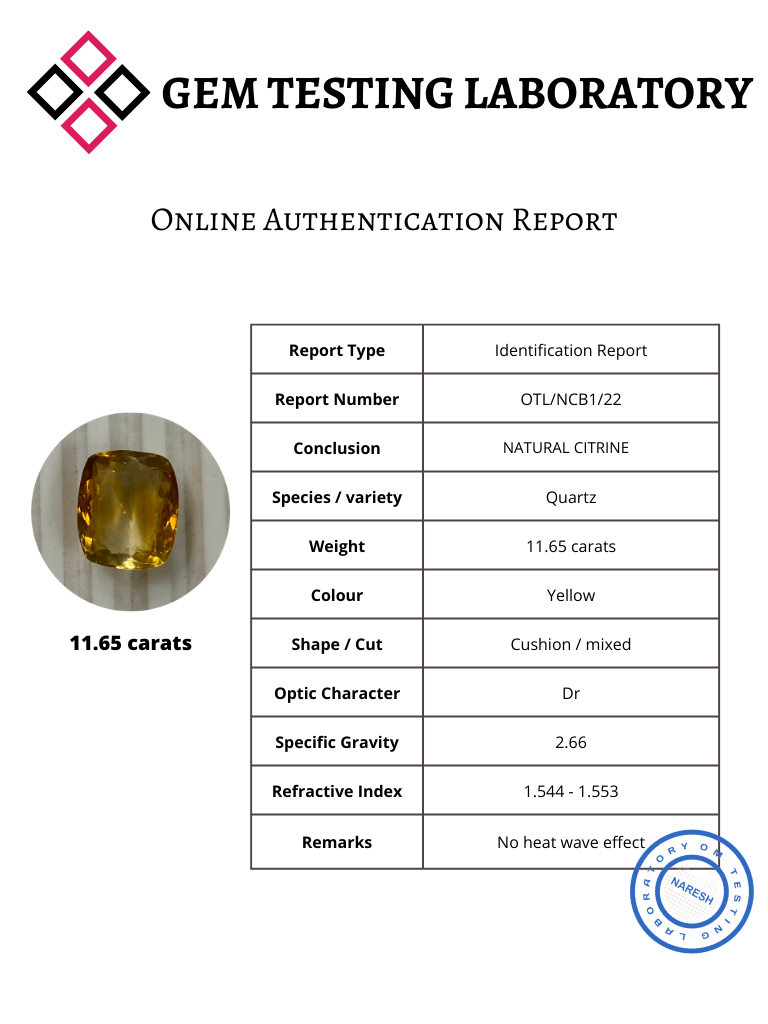 GEM TESTING LABORATORY
Online Authentication Report
Report Type Identification Report
Report Number OTL/NCB1/22
Conclusion NATURAL CITRINE
Species / variety Quartz
Weight 11.65 carats
Colour Yellow
Shape / Cut Cushion / mixed
Optic Character Dr
Specific Gravity 2.66
Refractive Index 1.544 - 1.553
Remarks No heat wave effect
11.65 carats
OM TESTING LABORATORY
NARESH